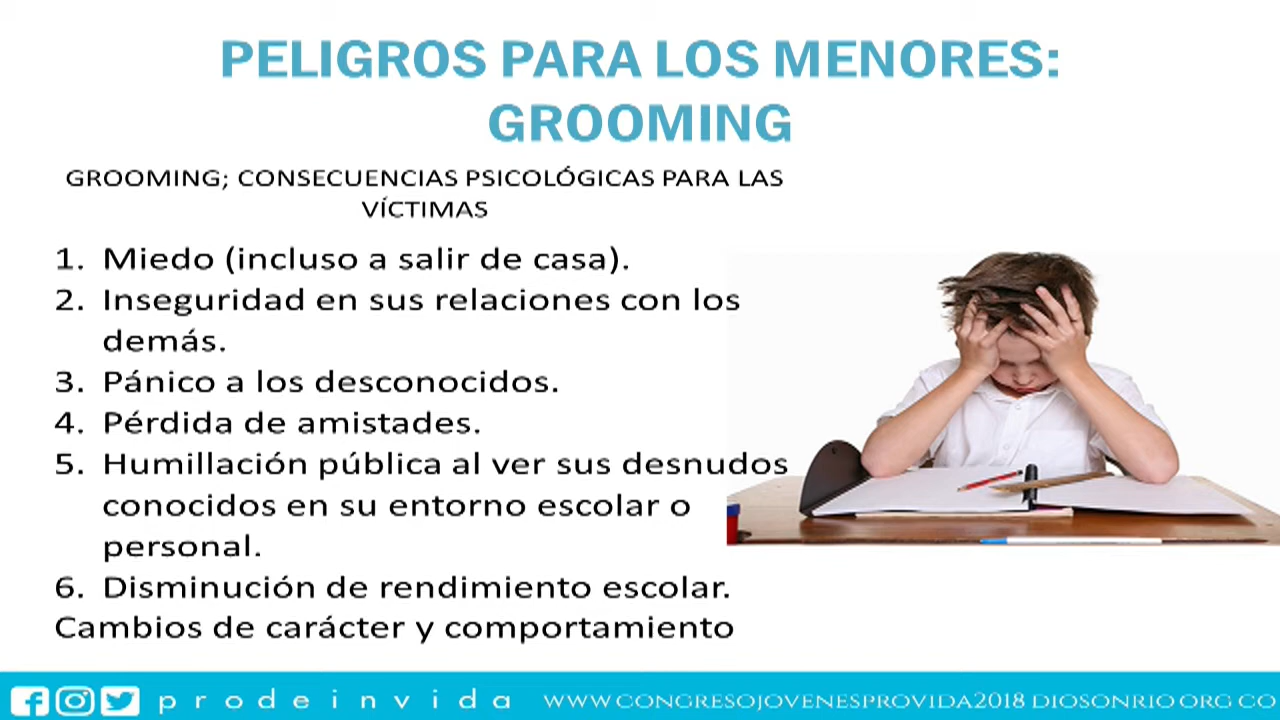 PELIGROS PARA LOS MENORES:
GROOMING
GROOMING; CONSECUENCIAS PSICOLÓGICAS PARA LAS
VÍCTIMAS
1. Miedo (incluso a salir de casa).
2. Inseguridad en sus relaciones con los
demás.
3. Pánico a los desconocidos.
4. Pérdida de amistades.
5. Humillación pública al ver sus desnudos
conocidos en su entorno escolar o
personal.
6. Disminución de rendimiento escolar.
Cambios de carácter y comportamiento
prodeinvida WWW.CONGRESOJOVENESPROVIDA2018 DIOSONRIO ORG CO